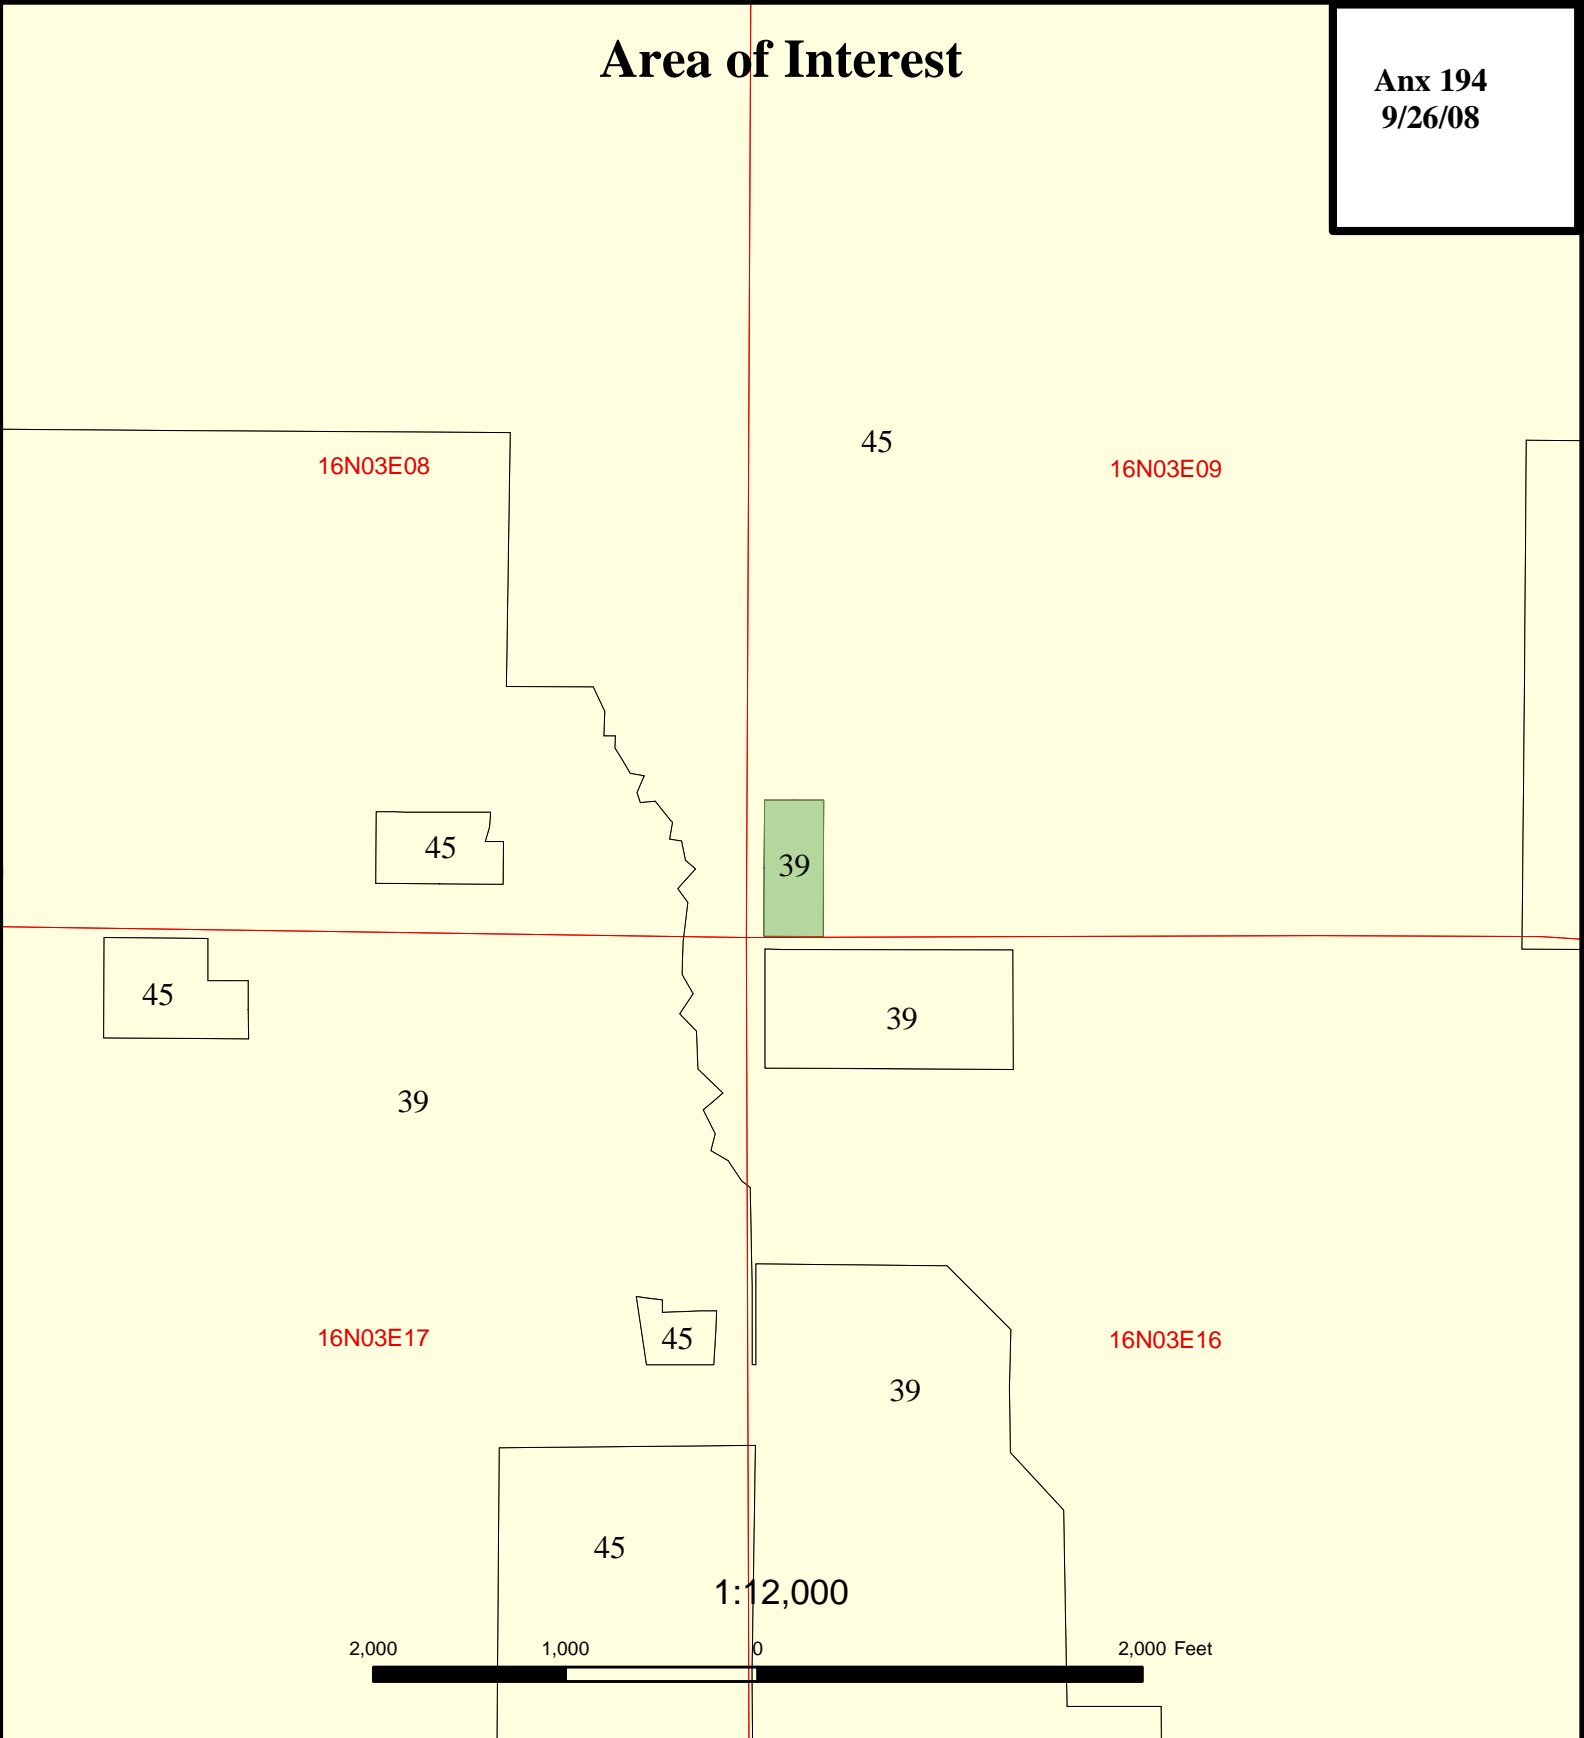 Area of Interest
Anx 194
9/26/08
45
16N03E08
16N03E09
45
39
45
39
39
16N03E17
45
16N03E16
39
45
1:12,000
2,000 1,000 0 2,000 Feet